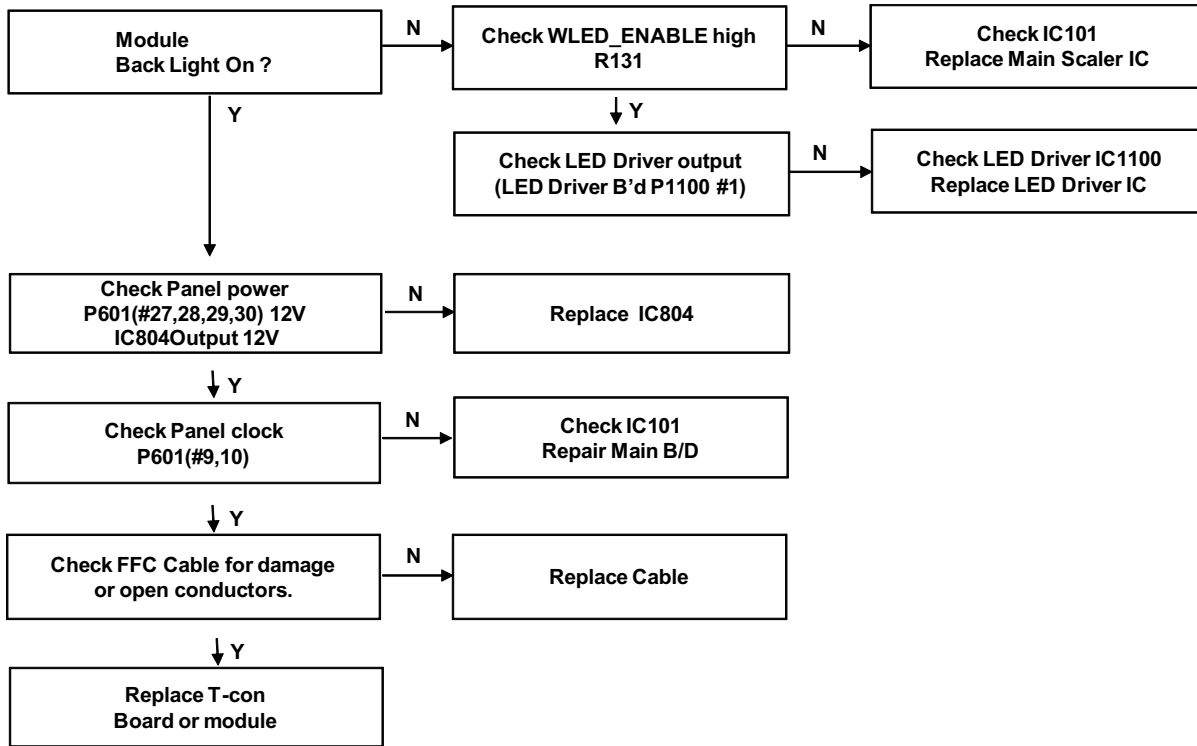 Module
Back Light On ?
N
Check WLED_ENABLE high
R131
N
Check IC101
Replace Main Scaler IC
Y
Y
Check LED Driver output
(LED Driver B’d P1100 #1)
N
Check LED Driver IC1100
Replace LED Driver IC
Check Panel power
P601(#27,28,29,30) 12V
IC804Output 12V
N
Replace IC804
Y
Check Panel clock
P601(#9,10)
N
Check IC101
Repair Main B/D
Y
Check FFC Cable for damage
or open conductors.
N
Replace Cable
Y
Replace T-con
Board or module